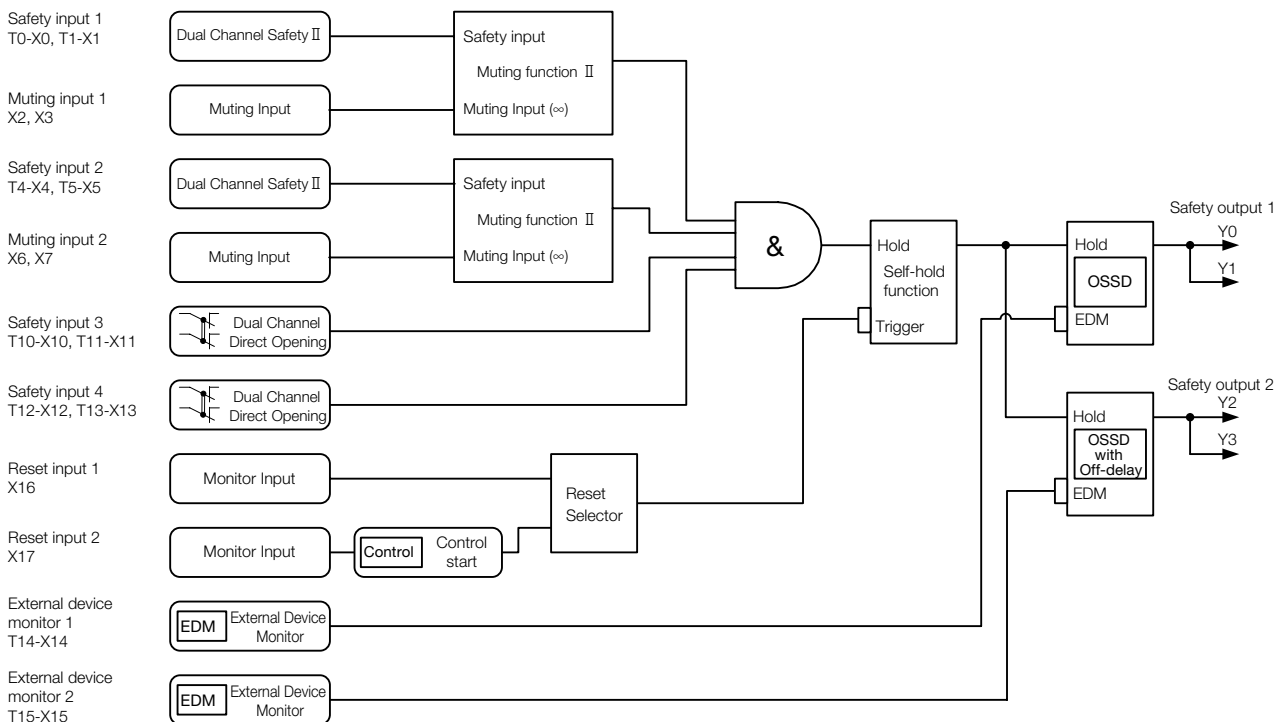 Safety input 1
T0-X0, T1-X1
Dual Channel Safety Ⅱ
Safety input
Muting function Ⅱ
Muting input 1
X2, X3
Muting Input
Muting Input (∞)
Safety input 2
T4-X4, T5-X5
Dual Channel Safety Ⅱ
Safety input
Muting function Ⅱ
Muting input 2
X6, X7
Muting Input
Muting Input (∞)
Safety input 3
T10-X10, T11-X11
Dual Channel
Direct Opening
Safety input 4
T12-X12, T13-X13
Dual Channel
Direct Opening
&
Hold
Self-hold
function
Trigger
Safety output 1
Hold
OSSD
EDM
Y0
Y1
Safety output 2
Hold
OSSD
with
Off-delay
EDM
Y2
Y3
Reset input 1
X16
Monitor Input
Reset
Selector
Reset input 2
X17
Monitor Input
Control
Control
start
External device
monitor 1
T14-X14
EDM
External Device
Monitor
External device
monitor 2
T15-X15
EDM
External Device
Monitor